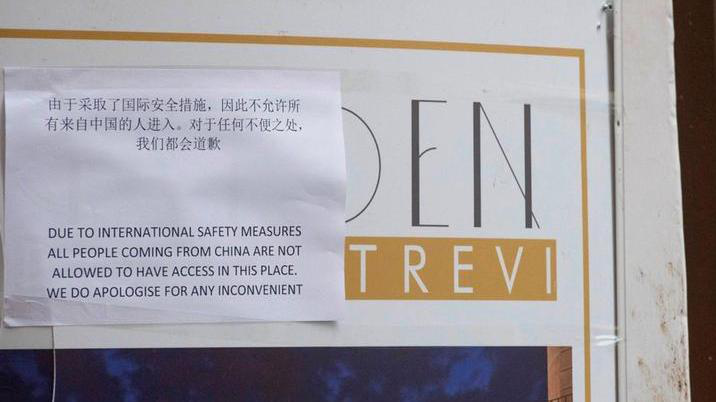 由于采取了国际安全措施，因此不允许所
有来自中国的人进入。对于任何不便之处，
我们都会道歉
DUE TO INTERNATIONAL SAFETY MEASURES
ALL PEOPLE COMING FROM CHINA ARE NOT
ALLOWED TO HAVE ACCESS IN THIS PLACE.
WE DO APOLOGISE FOR ANY INCONVENIENT
DEN
TREVI